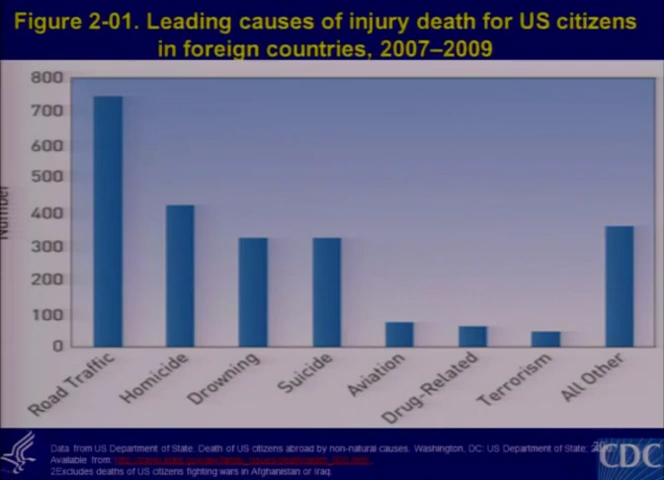 Figure 2-01. Leading causes of injury death for US citizens
in foreign countries, 2007–2009
800
700
600
500
400
300
200
100
0
Number
Road Traffic
Homicide
Drowning
Suicide
Aviation
Drug-Related
Terrorism
All Other
Data from US Department of State. Death of US citizens abroad by non-natural causes. Washington, DC: US Department of State;
Available from:
2Excludes deaths of US citizens fighting wars in Afghanistan or Iraq.
CDC